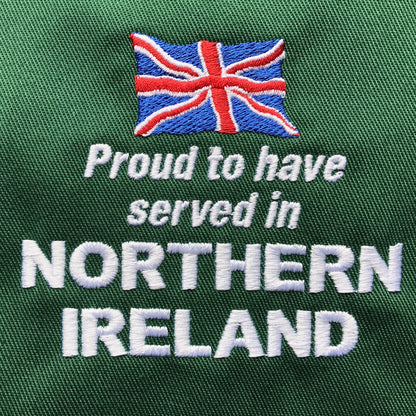 Proud to have
served in
NORTHERN
IRELAND